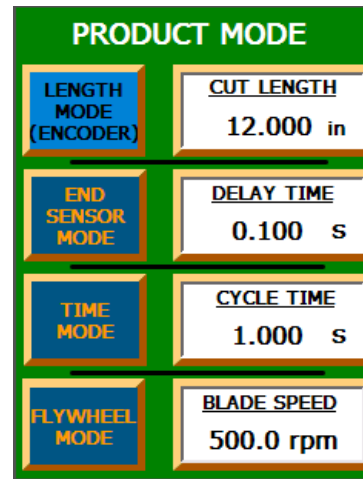 PRODUCT MODE
LENGTH
MODE
(ENCODER)
CUT LENGTH
12.000 in
END
SENSOR
MODE
DELAY TIME
0.100 s
TIME
MODE
CYCLE TIME
1.000 s
FLYWHEEL
MODE
BLADE SPEED
500.0 rpm